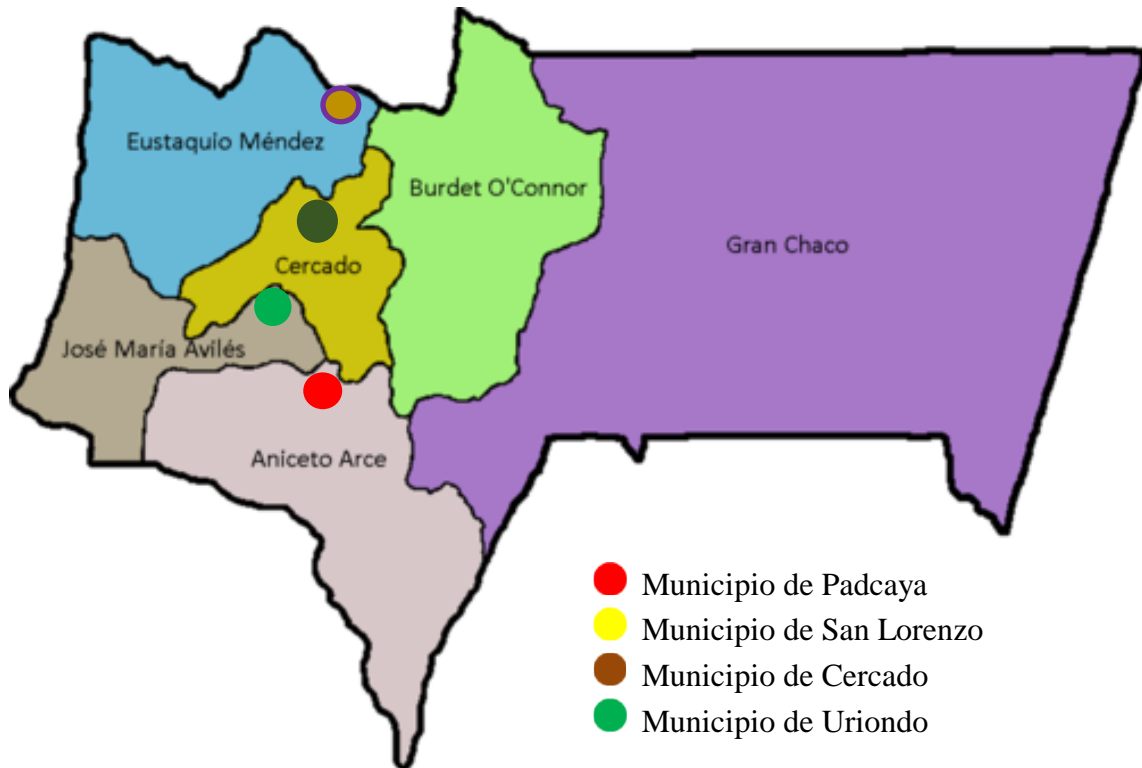 Eustaquio Méndez
Burdet O'Connor
Gran Chaco
Cercado
José María Avilés
Aniceto Arce
Municipio de Padcaya
Municipio de San Lorenzo
Municipio de Cercado
Municipio de Uriondo